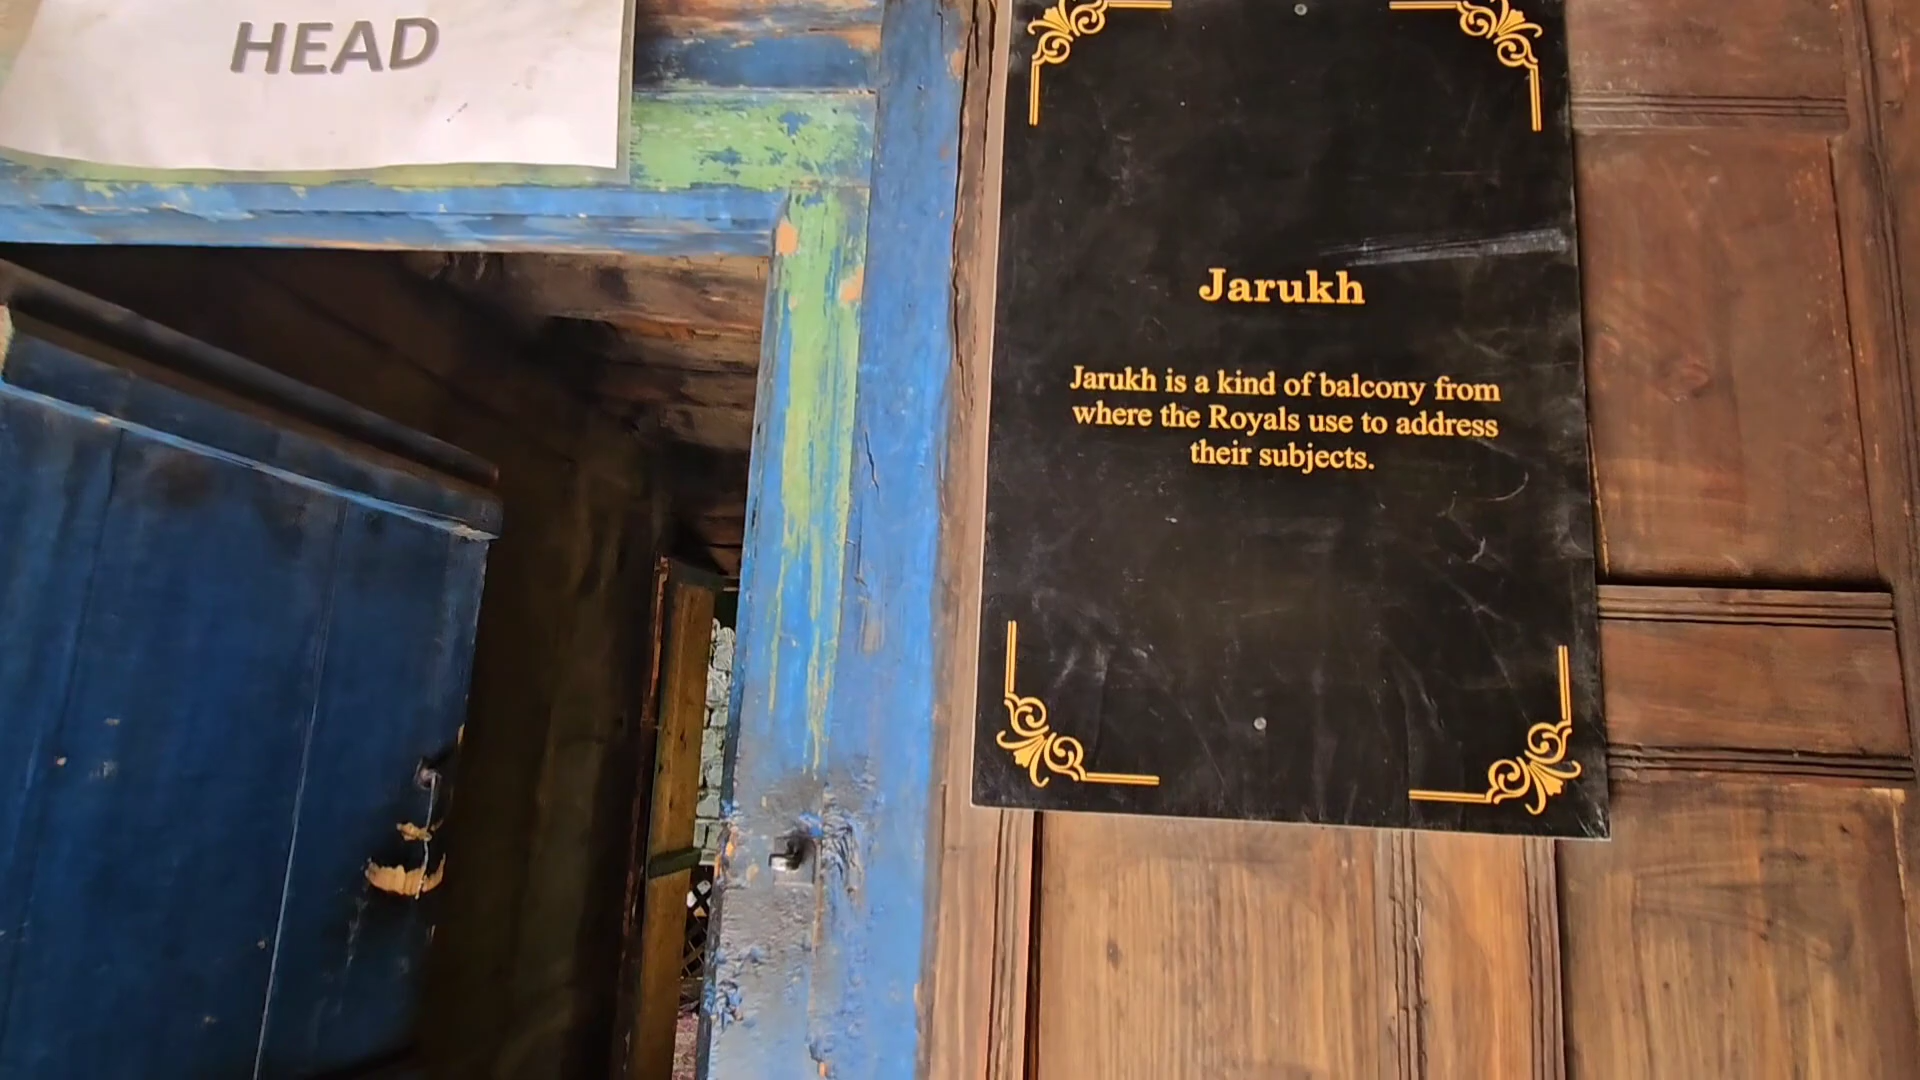 HEAD
Jarukh
Jarukh is a kind of balcony from
where the Royals use to address
their subjects.